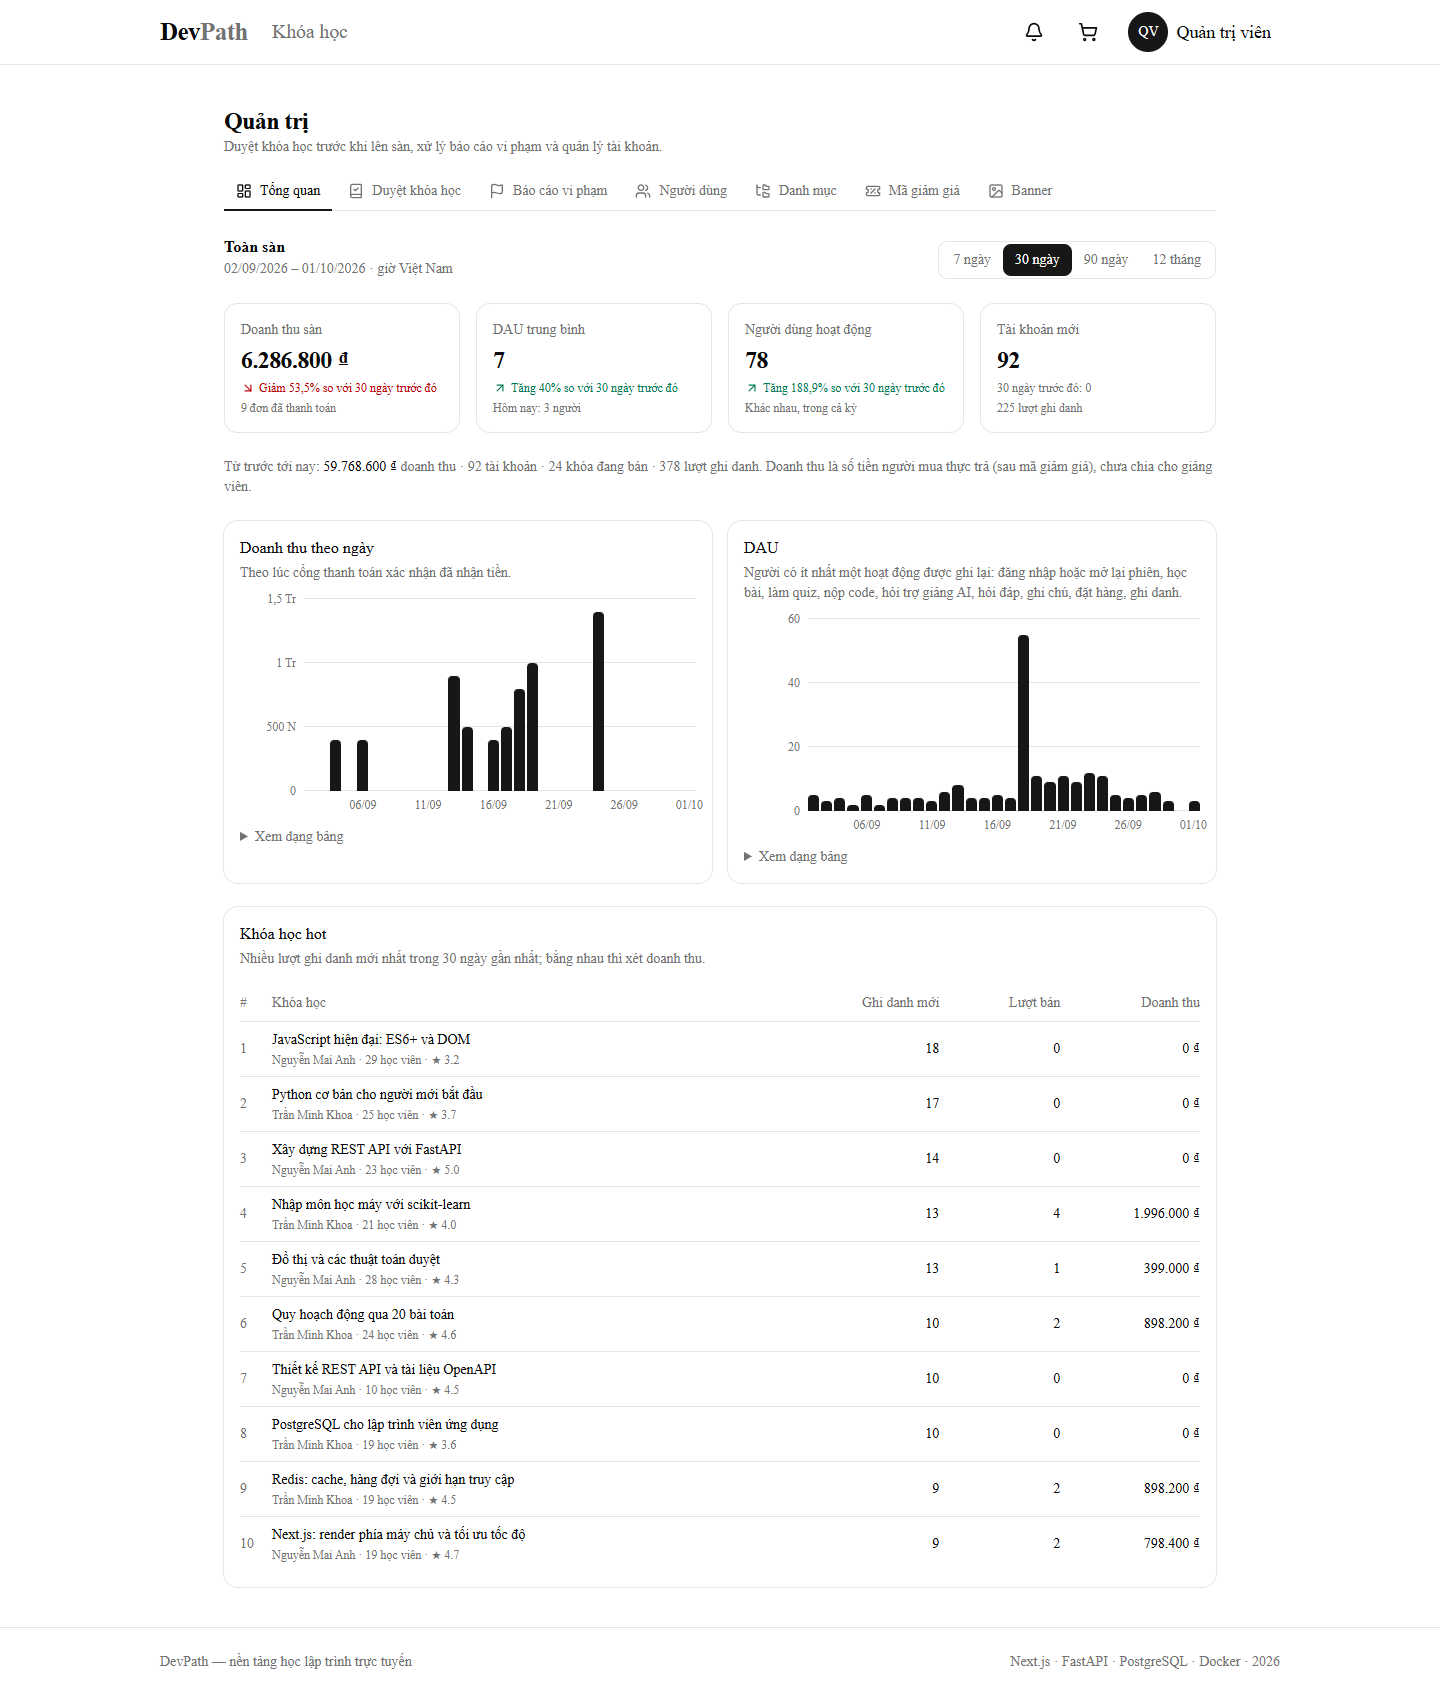 DevPath Khóa học QV Quản trị viên
Quản trị
Duyệt khóa học trước khi lên sàn, xử lý báo cáo vi phạm và quản lý tài khoản.
Tổng quan Duyệt khóa học Báo cáo vi phạm Người dùng Danh mục Mã giảm giá Banner
Toàn sàn
02/09/2026 – 01/10/2026 · giờ Việt Nam
7 ngày 30 ngày 90 ngày 12 tháng
Doanh thu sàn
6.286.800 ₫
Giảm 53,5% so với 30 ngày trước đó
9 đơn đã thanh toán
DAU trung bình
7
Tăng 40% so với 30 ngày trước đó
Hôm nay: 3 người
Người dùng hoạt động
78
Tăng 188,9% so với 30 ngày trước đó
Khác nhau, trong cả kỳ
Tài khoản mới
92
30 ngày trước đó: 0
225 lượt ghi danh
Từ trước tới nay: 59.768.600 ₫ doanh thu · 92 tài khoản · 24 khóa đang bán · 378 lượt ghi danh. Doanh thu là số tiền người mua thực trả (sau mã giảm giá), chưa chia cho giảng
viên.
Doanh thu theo ngày
Theo lúc cổng thanh toán xác nhận đã nhận tiền.
1,5 Tr
1 Tr
500 N
0
06/09 11/09 16/09 21/09 26/09 01/10
Xem dạng bảng
DAU
Người có ít nhất một hoạt động được ghi lại: đăng nhập hoặc mở lại phiên, học
bài, làm quiz, nộp code, hỏi trợ giảng AI, hỏi đáp, ghi chú, đặt hàng, ghi danh.
60
40
20
0
06/09 11/09 16/09 21/09 26/09 01/10
Xem dạng bảng
Khóa học hot
Nhiều lượt ghi danh mới nhất trong 30 ngày gần nhất; bằng nhau thì xét doanh thu.
# Khóa học Ghi danh mới Lượt bán Doanh thu
1 JavaScript hiện đại: ES6+ và DOM 18 0 0 ₫
Nguyễn Mai Anh · 29 học viên · ★ 3.2
2 Python cơ bản cho người mới bắt đầu 17 0 0 ₫
Trần Minh Khoa · 25 học viên · ★ 3.7
3 Xây dựng REST API với FastAPI 14 0 0 ₫
Nguyễn Mai Anh · 23 học viên · ★ 5.0
4 Nhập môn học máy với scikit-learn 13 4 1.996.000 ₫
Trần Minh Khoa · 21 học viên · ★ 4.0
5 Đồ thị và các thuật toán duyệt 13 1 399.000 ₫
Nguyễn Mai Anh · 28 học viên · ★ 4.3
6 Quy hoạch động qua 20 bài toán 10 2 898.200 ₫
Trần Minh Khoa · 24 học viên · ★ 4.6
7 Thiết kế REST API và tài liệu OpenAPI 10 0 0 ₫
Nguyễn Mai Anh · 10 học viên · ★ 4.5
8 PostgreSQL cho lập trình viên ứng dụng 10 0 0 ₫
Trần Minh Khoa · 19 học viên · ★ 3.6
9 Redis: cache, hàng đợi và giới hạn truy cập 9 2 898.200 ₫
Trần Minh Khoa · 19 học viên · ★ 4.5
10 Next.js: render phía máy chủ và tối ưu tốc độ 9 2 798.400 ₫
Nguyễn Mai Anh · 19 học viên · ★ 4.7
DevPath — nền tảng học lập trình trực tuyến Next.js · FastAPI · PostgreSQL · Docker · 2026